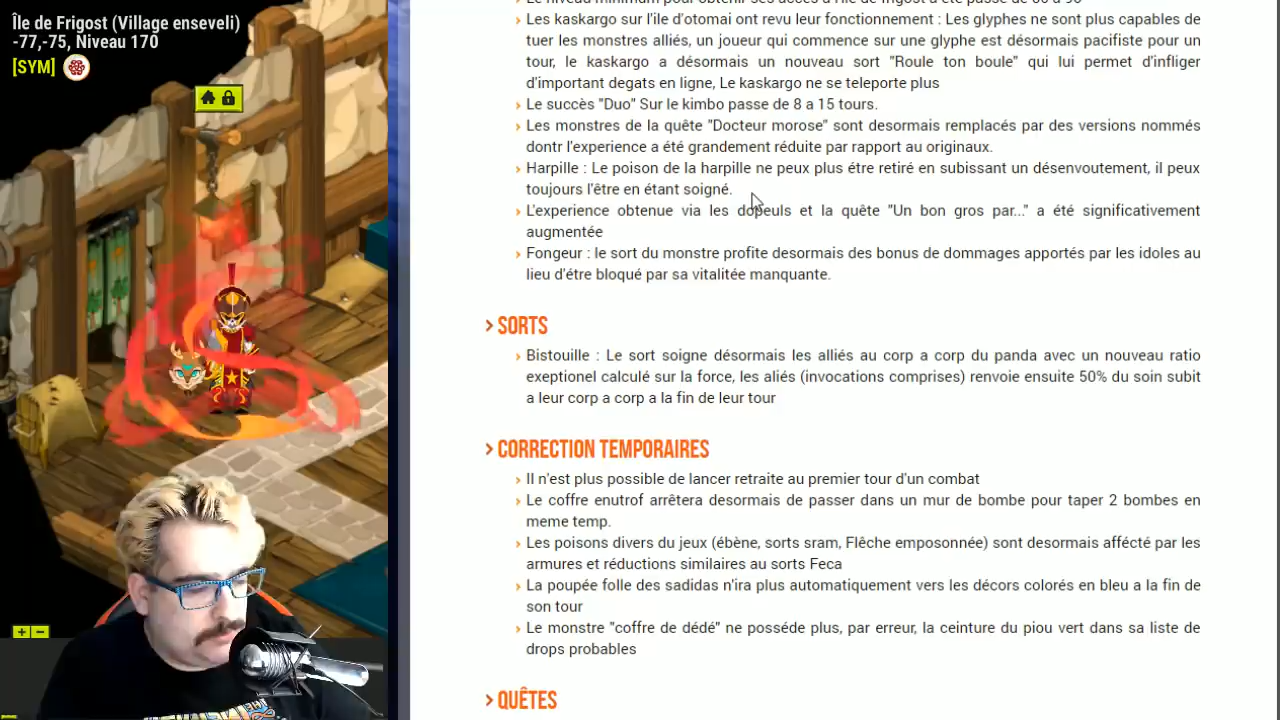 Île de Frigost (Village enseveli)
-77,-75, Niveau 170
[SYM]
Les kaskargo sur l'ile d'otomai ont revu leur fonctionnement : Les glyphes ne sont plus capables de
tuer les monstres alliés, un joueur qui commence sur une glyphe est désormais pacifiste pour un
tour, le kaskargo a désormais un nouveau sort "Roule ton boule" qui lui permet d'infliger
d'important degats en ligne, Le kaskargo ne se teleporte plus
Le succès "Duo" Sur le kimbo passe de 8 a 15 tours.
Les monstres de la quête "Docteur morose" sont desormais remplacés par des versions nommés
dontr l'experience a été grandement réduite par rapport au originaux.
Harpille : Le poison de la harpille ne peux plus étre retiré en subissant un désenvoutement, il peux
toujours l'être en étant soigné.
L'experience obtenue via les dopeuls et la quête "Un bon gros par..." a été significativement
augmentée
Fongeur : le sort du monstre profite desormais des bonus de dommages apportés par les idoles au
lieu d'étre bloqué par sa vitalitée manquante.
> SORTS
Bistouille : Le sort soigne désormais les alliés au corp a corp du panda avec un nouveau ratio
exeptionel calculé sur la force, les aliés (invocations comprises) renvoie ensuite 50% du soin subit
a leur corp a corp a la fin de leur tour
> CORRECTION TEMPORAIRES
Il n'est plus possible de lancer retraite au premier tour d'un combat
Le coffre enutrof arrêtera desormais de passer dans un mur de bombe pour taper 2 bombes en
meme temp.
Les poisons divers du jeux (ébène, sorts sram, Flêche emposonnée) sont desormais affécté par les
armures et réductions similaires au sorts Feca
La poupée folle des sadidas n'ira plus automatiquement vers les décors colorés en bleu a la fin de
son tour
Le monstre "coffre de dédé" ne posséde plus, par erreur, la ceinture du piou vert dans sa liste de
drops probables
> QUÊTES